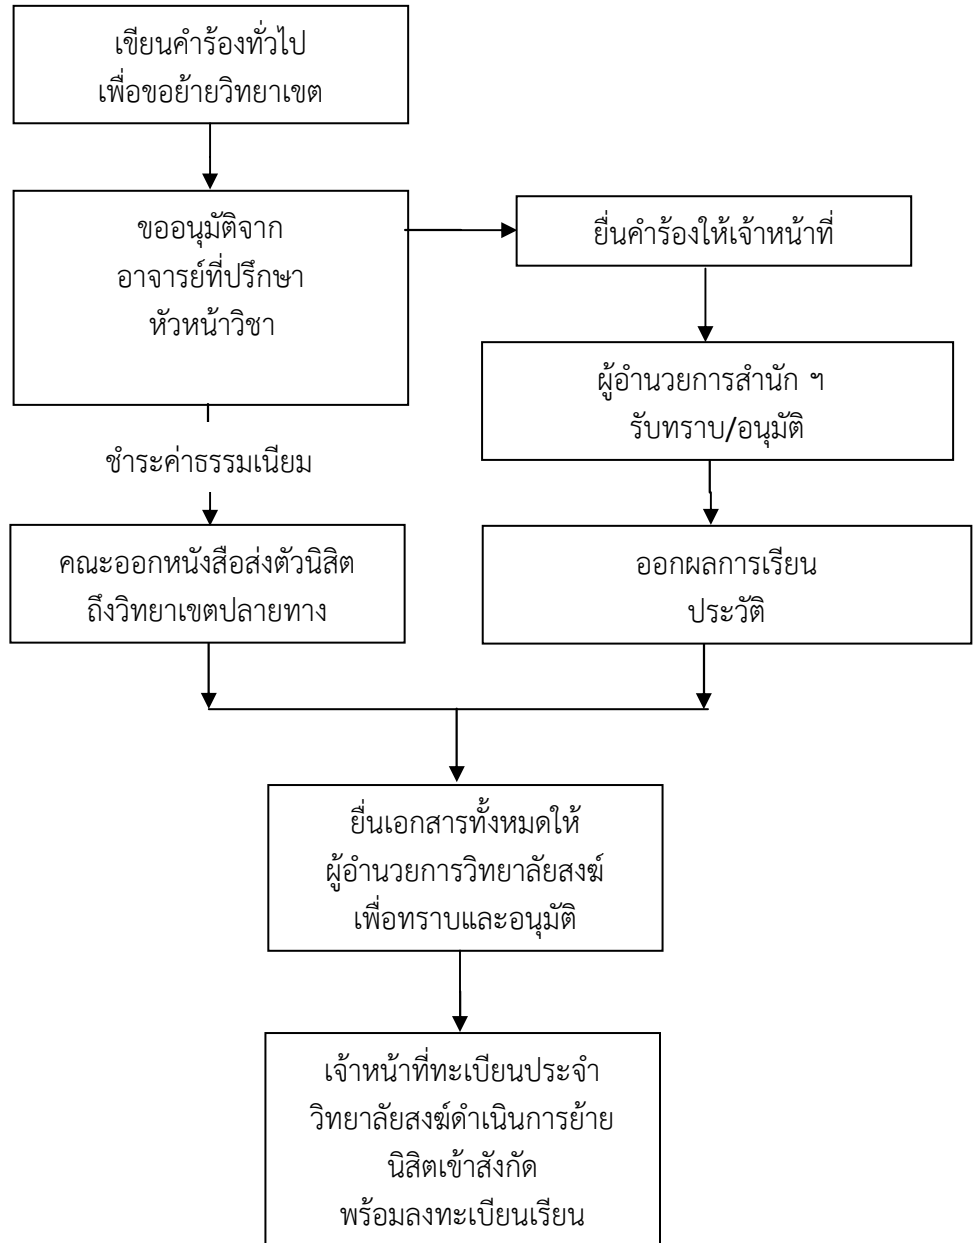 เขียนคำร้องทั่วไป
เพื่อขอย้ายวิทยาเขต
ขออนุมัติจาก
อาจารย์ที่ปรึกษา
หัวหน้าวิชา
ยื่นคำร้องให้เจ้าหน้าที่
ผู้อำนวยการสำนัก ฯ
รับทราบ/อนุมัติ
ชำระค่าธรรมเนียม
คณะออกหนังสือส่งตัวนิสิต
ถึงวิทยาเขตปลายทาง
ออกผลการเรียน
ประวัติ
ยื่นเอกสารทั้งหมดให้
ผู้อำนวยการวิทยาลัยสงฆ์
เพื่อทราบและอนุมัติ
เจ้าหน้าที่ทะเบียนประจำ
วิทยาลัยสงฆ์ดำเนินการย้าย
นิสิตเข้าสังกัด
พร้อมลงทะเบียนเรียน